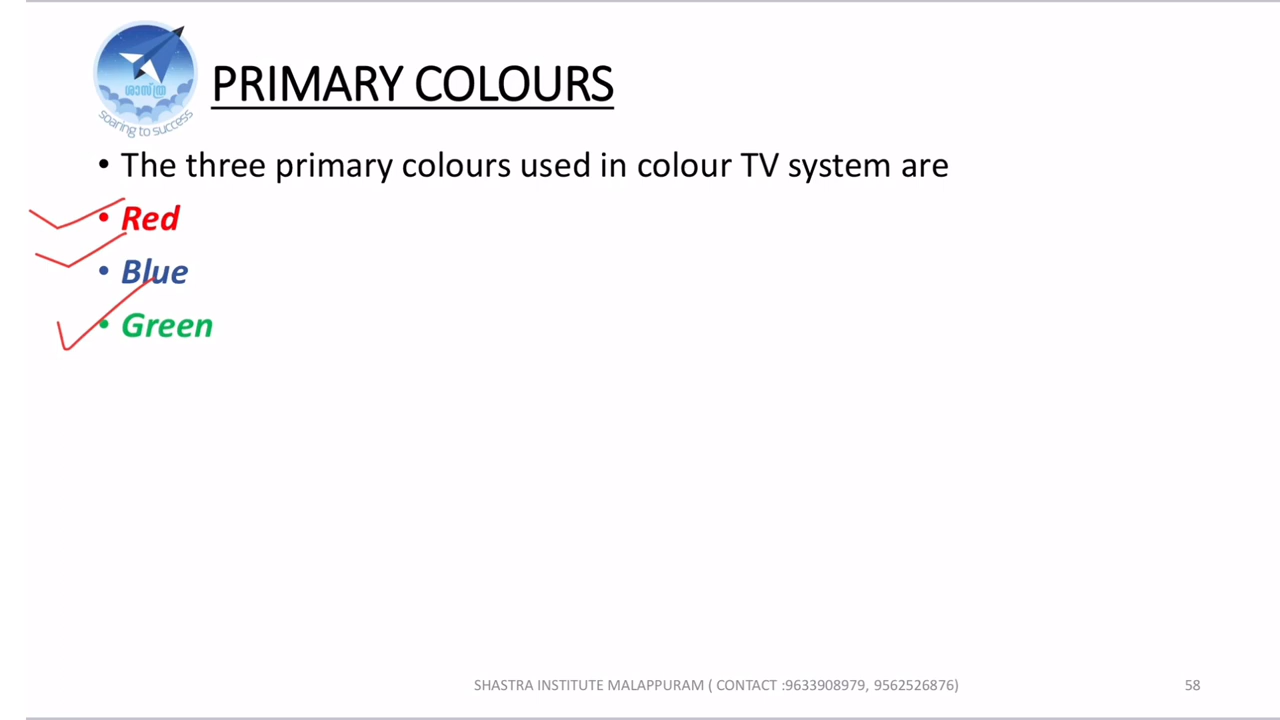 ശാസ്ത്ര
soaring to success
PRIMARY COLOURS
• The three primary colours used in colour TV system are
• Red
• Blue
• Green
SHASTRA INSTITUTE MALAPPURAM ( CONTACT :9633908979, 9562526876)
58